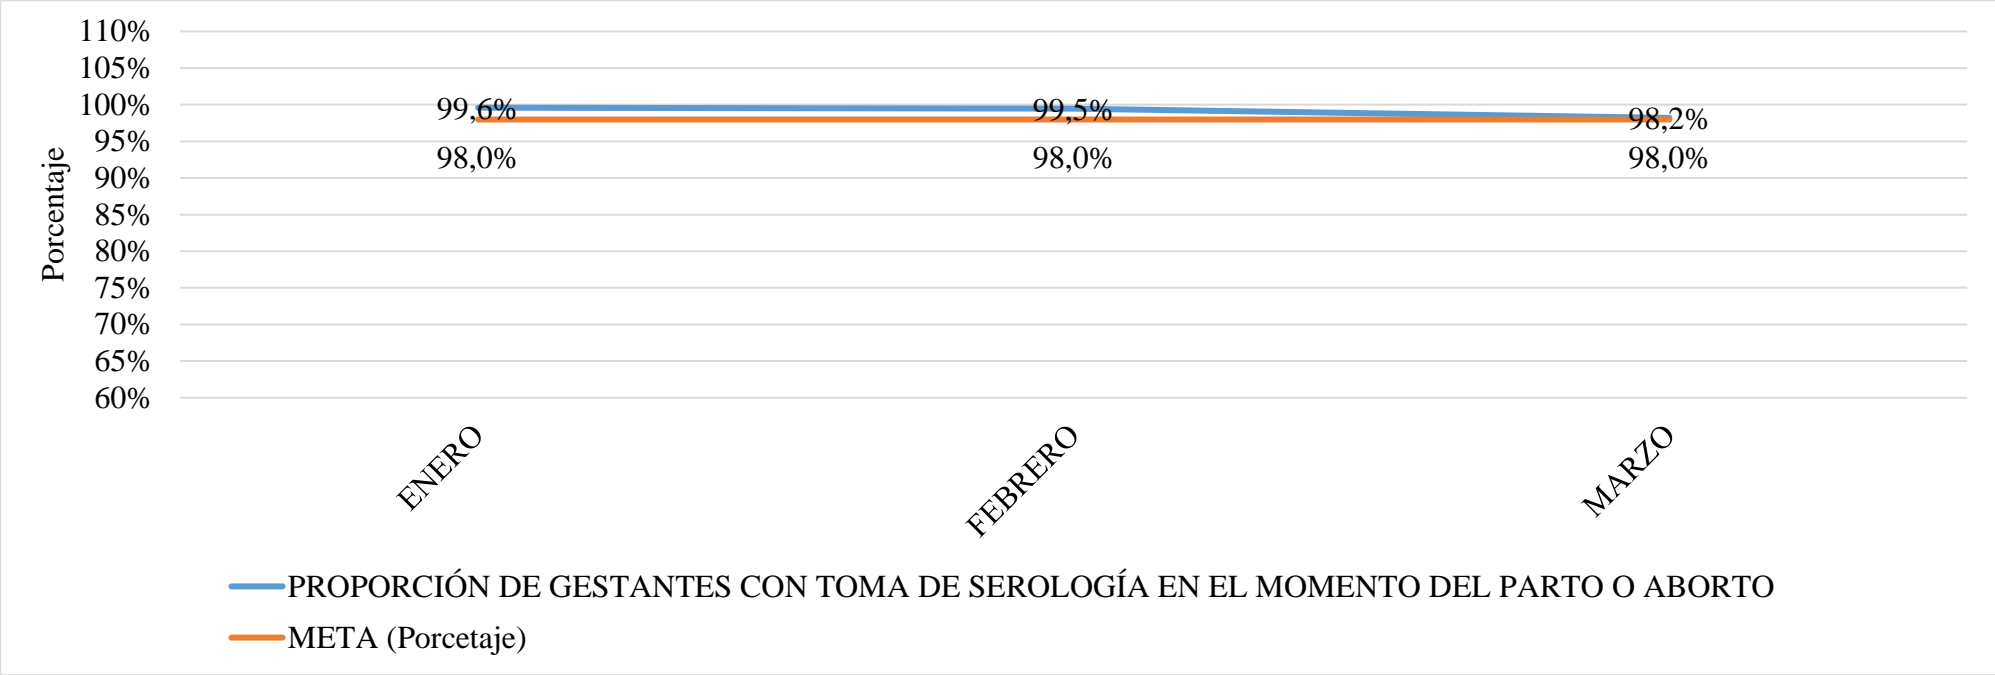 110%
105%
100%
95%
90%
85%
80%
75%
70%
65%
60%
Porcentaje
99,6% 99,5% 98,2%
98,0% 98,0% 98,0%
ENERO FEBRERO MARZO
PROPORCIÓN DE GESTANTES CON TOMA DE SEROLOGÍA EN EL MOMENTO DEL PARTO O ABORTO
META (Porcetaje)